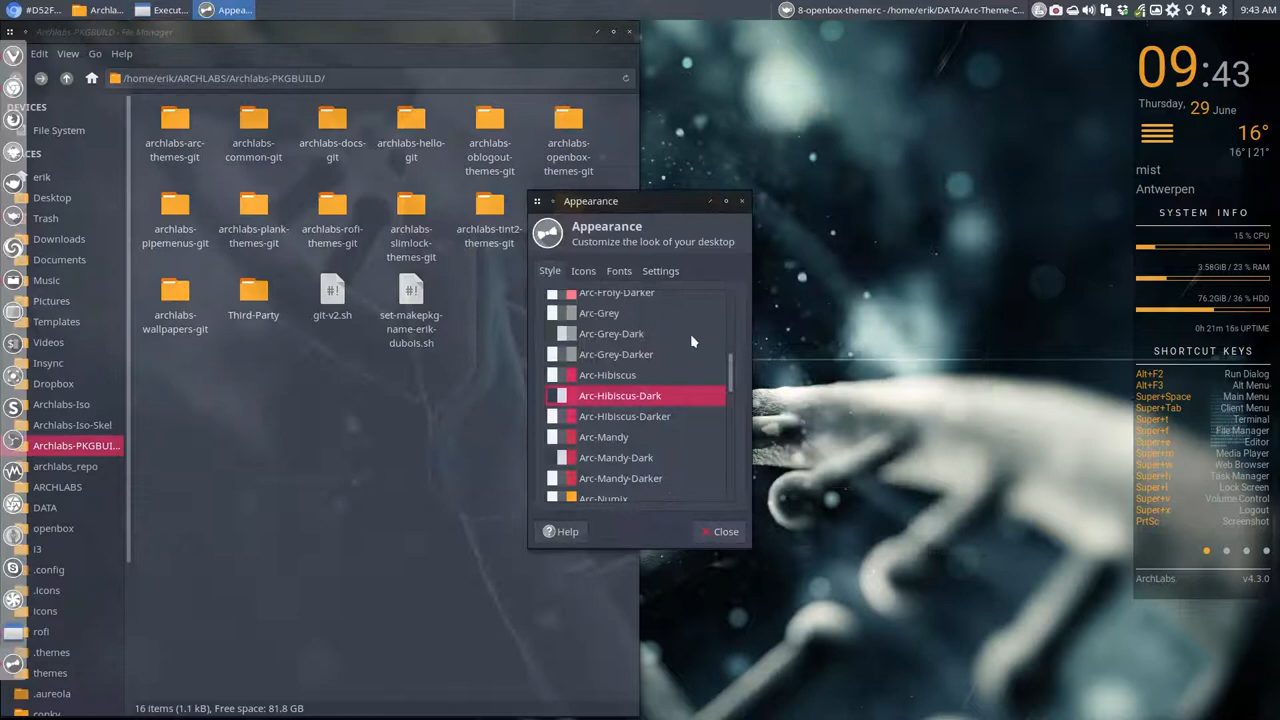 #D52F...
Archla...
Execut...
Appea...
8-openbox-themerc - /home/erik/DATA/Arc-Theme-C...
9:43 AM
Archlabs-PKGBUILD - File Manager
Edit View Go Help
/home/erik/ARCHLABS/Archlabs-PKGBUILD/
DEVICES
File System
CES
erik
Desktop
Trash
Downloads
Documents
Music
Pictures
Templates
Videos
Insync
Dropbox
Archlabs-Iso
Archlabs-Iso-Skel
Archlabs-PKGBUI...
archlabs_repo
ARCHLABS
DATA
openbox
i3
.config
.icons
icons
rofi
.themes
themes
.aureola
conky
archlabs-arc-
themes-git
archlabs-
common-git
archlabs-docs-
git
archlabs-hello-
git
archlabs-
oblogout-
themes-git
archlabs-
openbox-
themes-git
archlabs-
pipemenus-git
archlabs-plank-
themes-git
archlabs-rofi-
themes-git
archlabs-
slimlock-
themes-git
archlabs-tint2-
themes-git
archlabs-
wallpapers-git
Third-Party
git-v2.sh
set-makepkg-
name-erik-
dubois.sh
16 items (1.1 kB), Free space: 81.8 GB
Appearance
Appearance
Customize the look of your desktop
Style Icons Fonts Settings
Arc-Froly-Darker
Arc-Grey
Arc-Grey-Dark
Arc-Grey-Darker
Arc-Hibiscus
Arc-Hibiscus-Dark
Arc-Hibiscus-Darker
Arc-Mandy
Arc-Mandy-Dark
Arc-Mandy-Darker
Arc-Numix
Help
Close
09:43
Thursday, 29 June
16°
16° | 21°
mist
Antwerpen
SYSTEM INFO
15 % CPU
3.58GiB / 23 % RAM
76.2GiB / 36 % HDD
0h 21m 16s UPTIME
SHORTCUT KEYS
Alt+F2 Run Dialog
Alt+F3 Alt Menu
Super+Space Main Menu
Super+Tab Client Menu
Super+t Terminal
Super+f File Manager
Super+e Editor
Super+m Media Player
Super+w Web Browser
Super+h Task Manager
Super+l Lock Screen
Super+v Volume Control
Super+x Logout
PrtSc Screenshot
ArchLabs v4.3.0